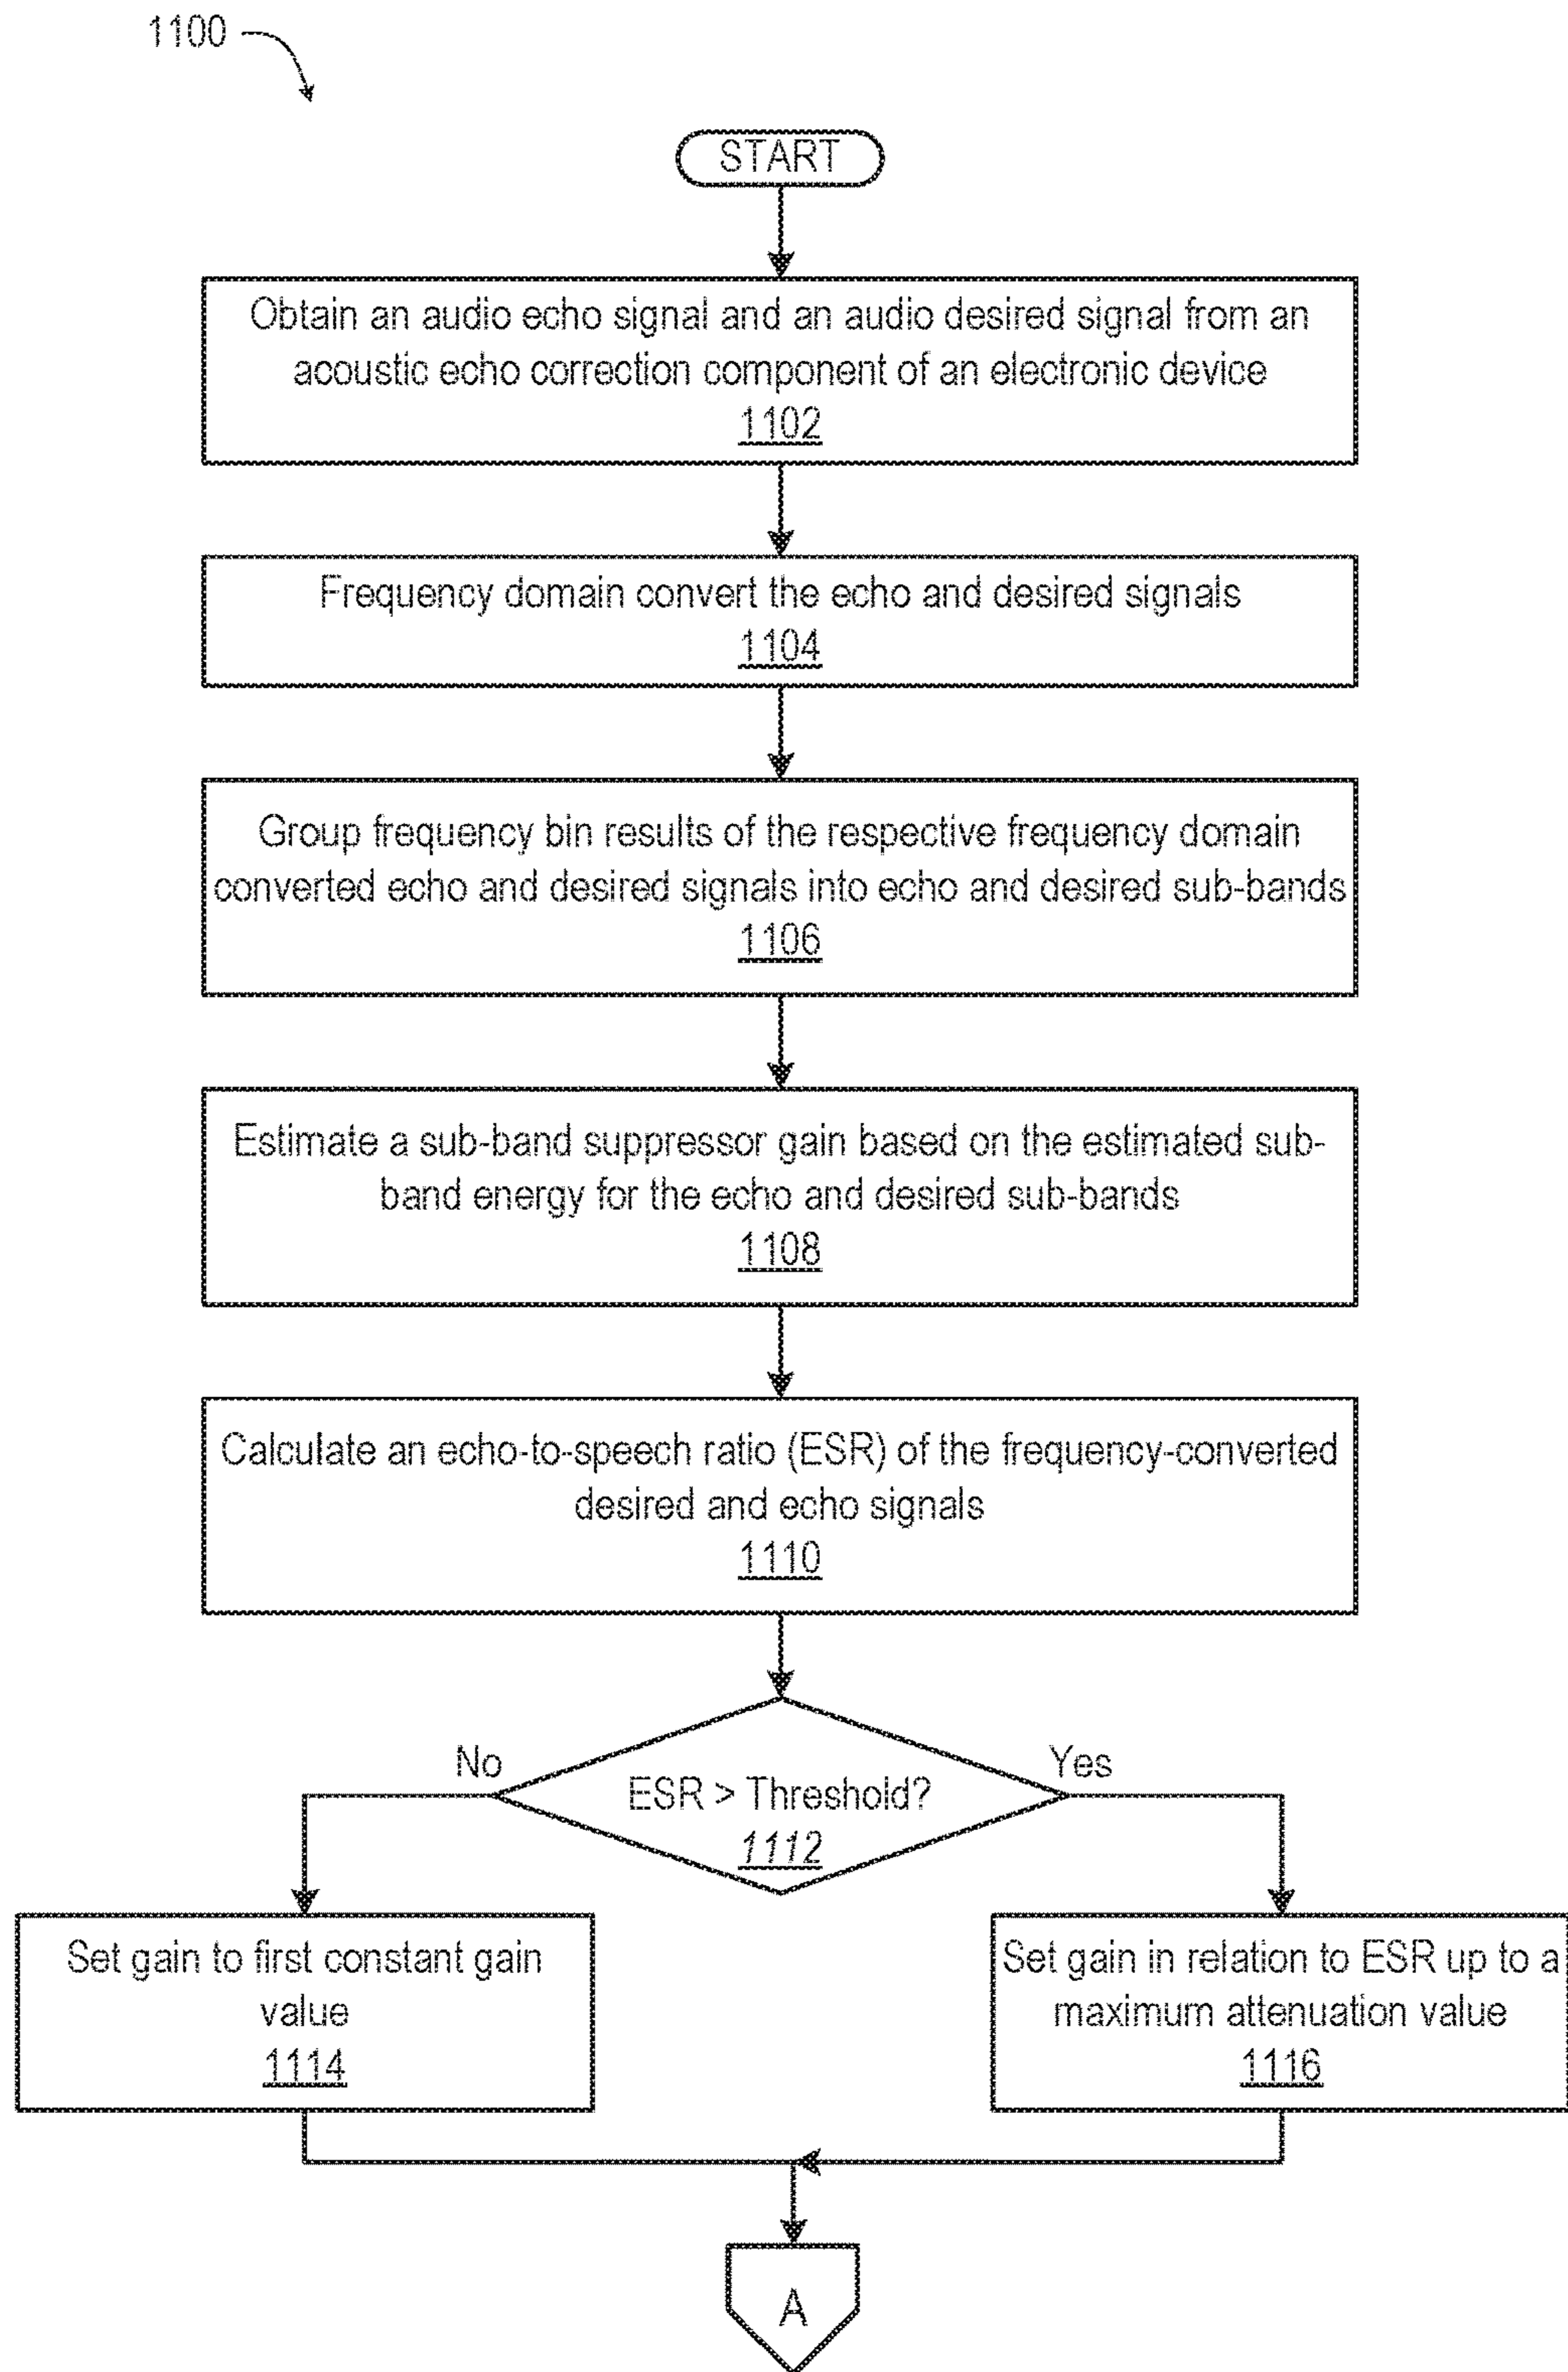 1100
START
Obtain an audio echo signal and an audio desired signal from an
acoustic echo correction component of an electronic device
1102
Frequency domain convert the echo and desired signals
1104
Group frequency bin results of the respective frequency domain
converted echo and desired signals into echo and desired sub-bands
1106
Estimate a sub-band suppressor gain based on the estimated sub-
band energy for the echo and desired sub-bands
1108
Calculate an echo-to-speech ratio (ESR) of the frequency-converted
desired and echo signals
1110
No
Yes
ESR > Threshold?
1112
Set gain to first constant gain
value
1114
Set gain in relation to ESR up to a
maximum attenuation value
1116
A